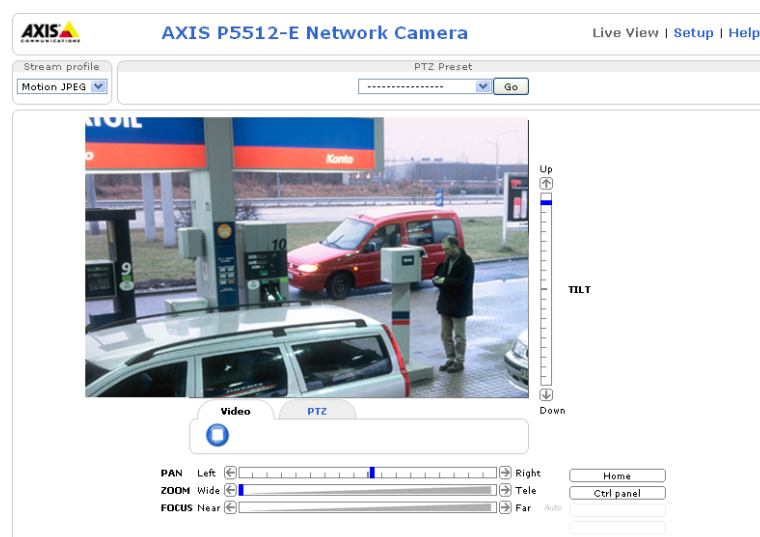 AXIS
COMMUNICATIONS
AXIS P5512-E Network Camera
Live View | Setup | Help
Stream profile
PTZ Preset
Motion JPEG
----------------
Go
Konto
10
9
Up
TILT
Down
Video
PTZ
PAN Left Right
Home
ZOOM Wide Tele
Ctrl panel
FOCUS Near Far Auto